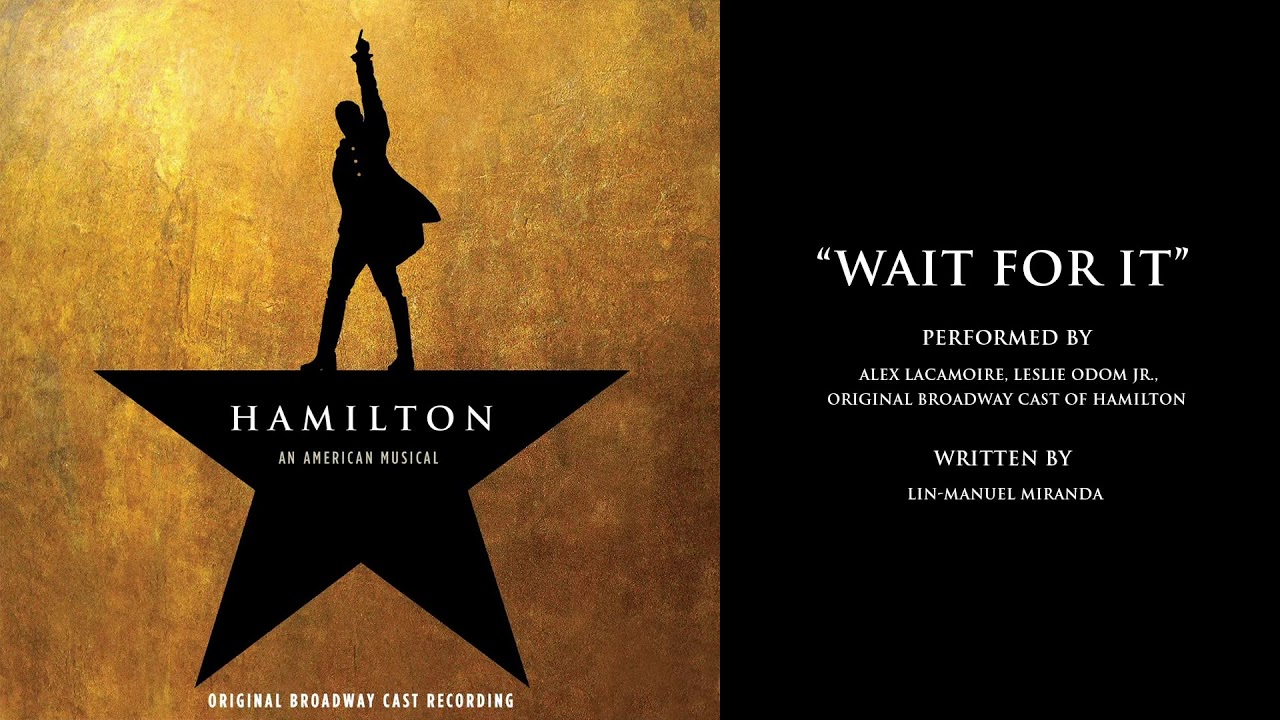 HAMILTON
AN AMERICAN MUSICAL
ORIGINAL BROADWAY CAST RECORDING
“WAIT FOR IT”
PERFORMED BY
ALEX LACAMOIRE, LESLIE ODOM JR.,
ORIGINAL BROADWAY CAST OF HAMILTON
WRITTEN BY
LIN-MANUEL MIRANDA